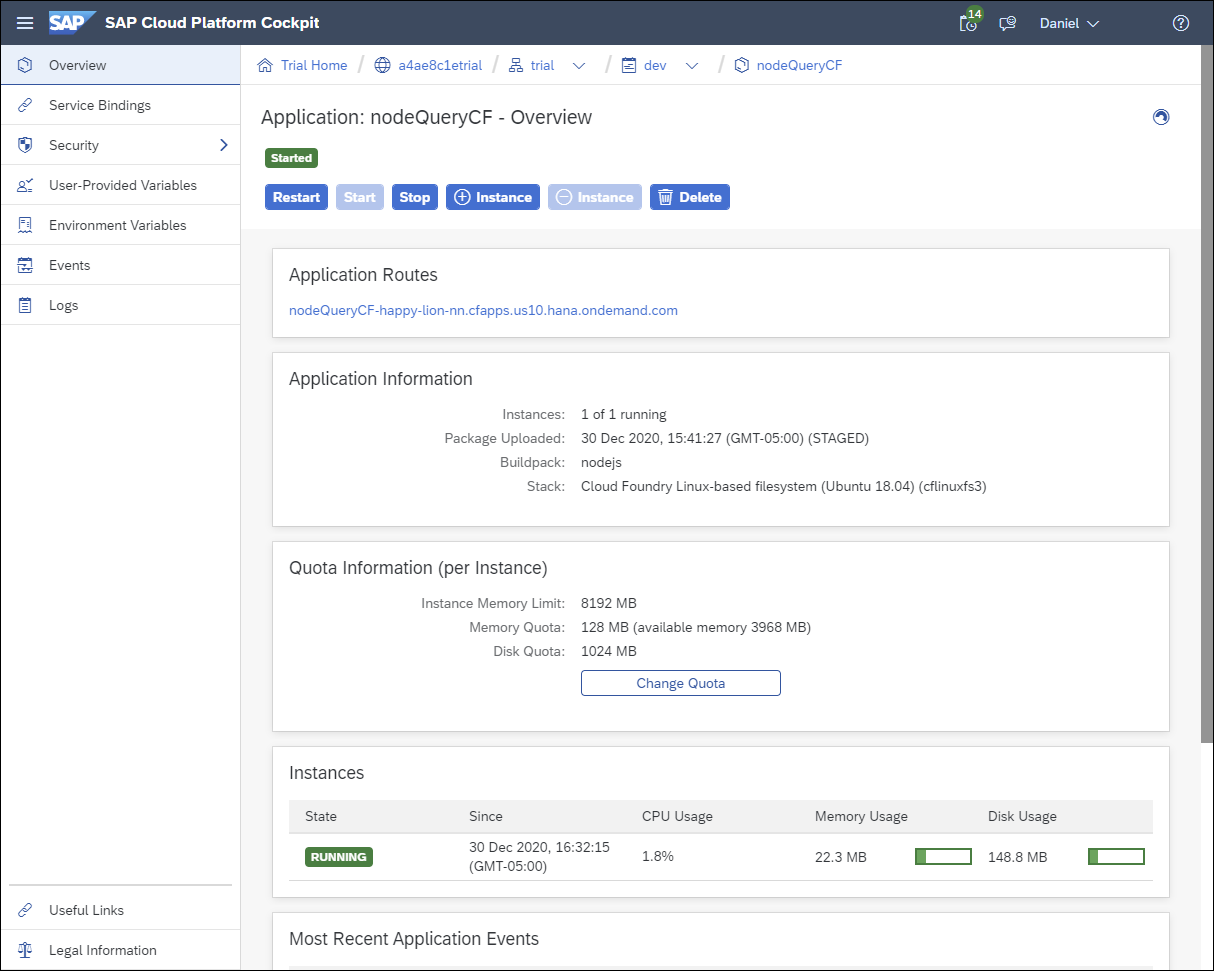 SAP SAP Cloud Platform Cockpit 14 Daniel
Overview
Service Bindings
Security
User-Provided Variables
Environment Variables
Events
Logs
Useful Links
Legal Information
Trial Home / a4ae8c1etrial / trial / dev / nodeQueryCF
Application: nodeQueryCF - Overview
Started
Restart Start Stop Instance Instance Delete
Application Routes
nodeQueryCF-happy-lion-nn.cfapps.us10.hana.ondemand.com
Application Information
Instances: 1 of 1 running
Package Uploaded: 30 Dec 2020, 15:41:27 (GMT-05:00) (STAGED)
Buildpack: nodejs
Stack: Cloud Foundry Linux-based filesystem (Ubuntu 18.04) (cflinuxfs3)
Quota Information (per Instance)
Instance Memory Limit: 8192 MB
Memory Quota: 128 MB (available memory 3968 MB)
Disk Quota: 1024 MB
Change Quota
Instances
State Since CPU Usage Memory Usage Disk Usage
RUNNING 30 Dec 2020, 16:32:15 (GMT-05:00) 1.8% 22.3 MB 148.8 MB
Most Recent Application Events